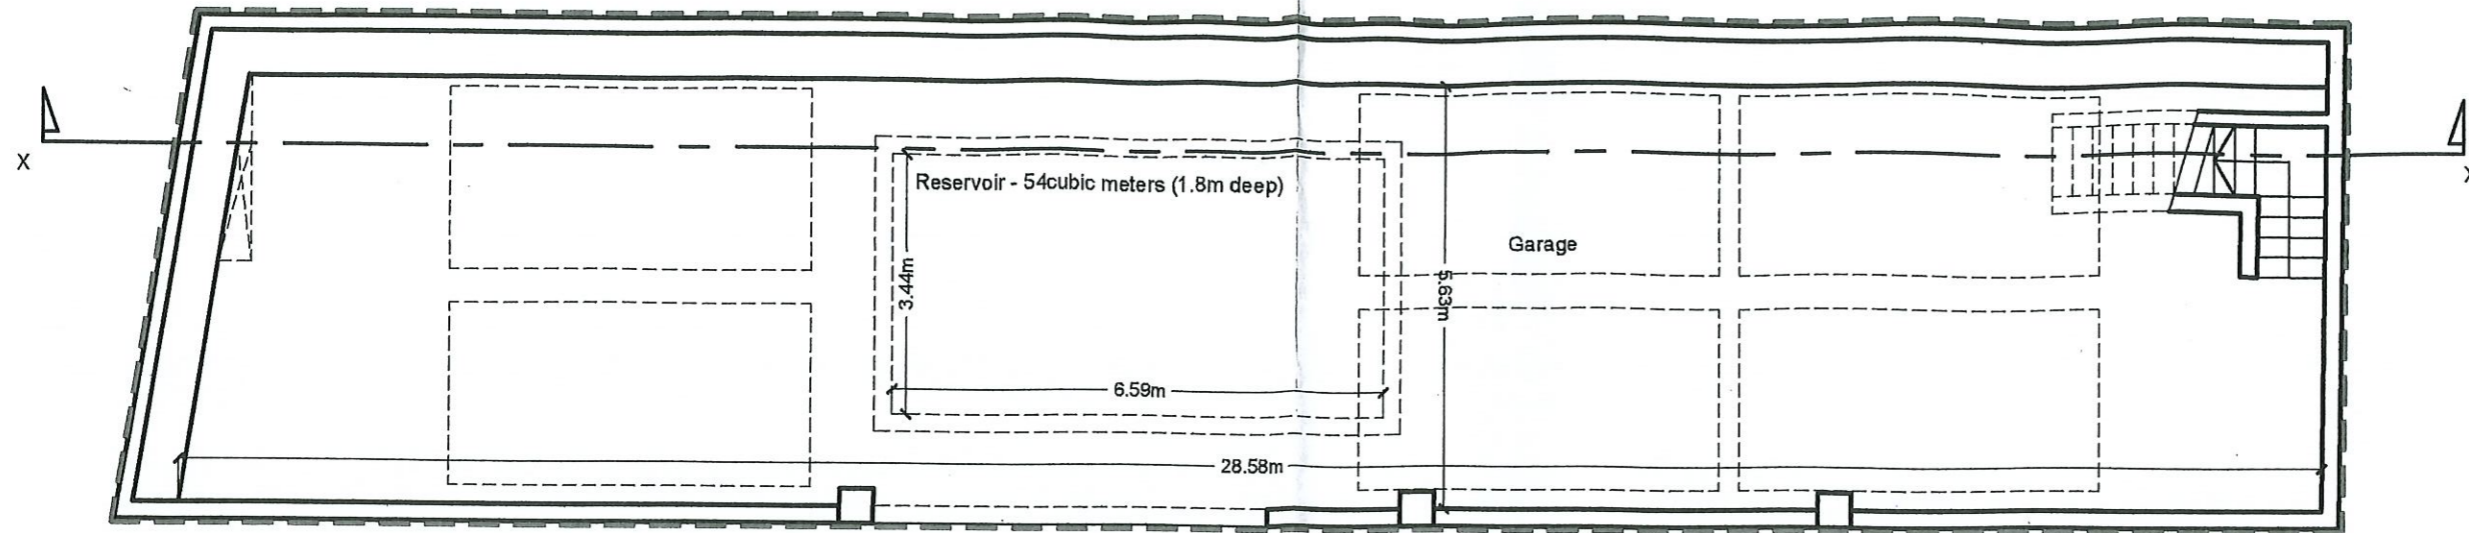 X
X
Reservoir - 54cubic meters (1.8m deep)
Garage
3.44m
5.63m
6.59m
28.58m